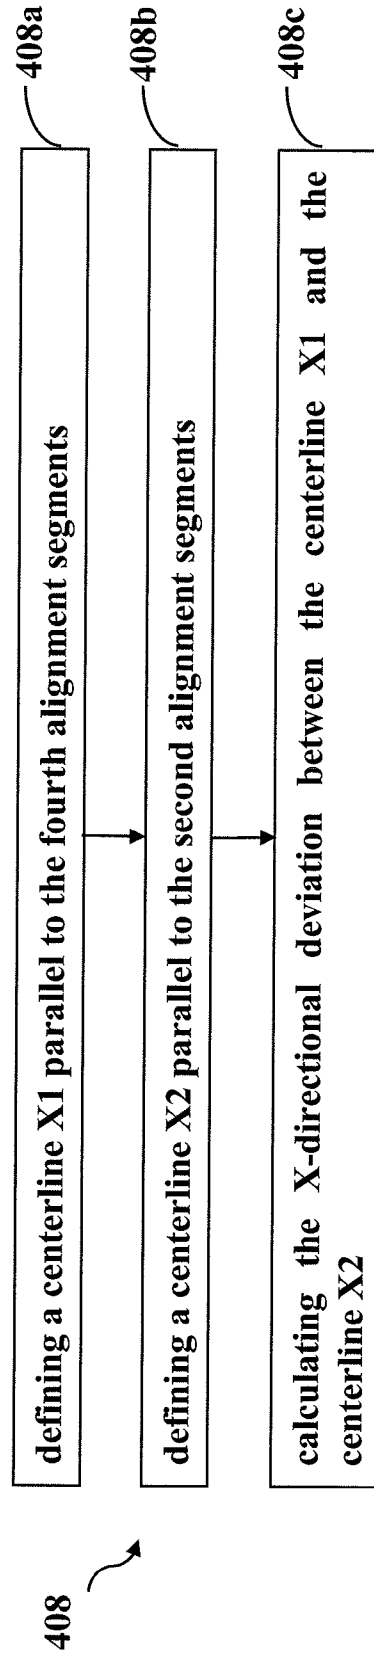 408
defining a centerline X1 parallel to the fourth alignment segments
408a
defining a centerline X2 parallel to the second alignment segments
408b
calculating the X-directional deviation between the centerline X1 and the
centerline X2
408c